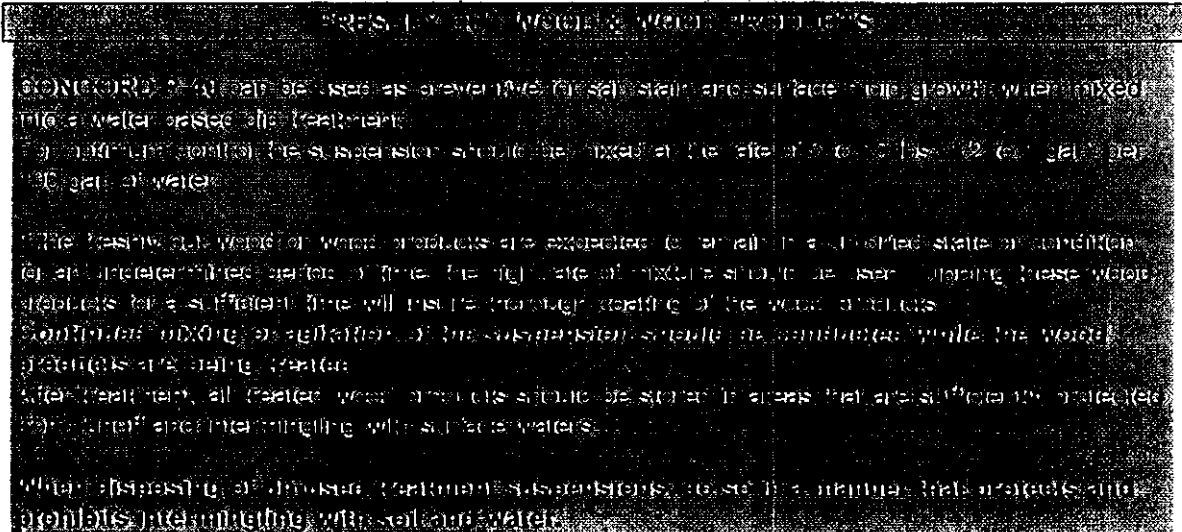 FRESHLY CUT WOOD & WOOD PRODUCTS
CONCORD can be used as preventive for sap stain and surface mold growth when mixed
into a water based dip treatment.
optimum control the suspension should be mixed at the rate of per
gal. of water
the freshly cut wood or wood products are expected to remain in a undried state or condition
for an undetermined period of time, the high rate of mixture should be used. Dipping these wood
products for a sufficient time will insure thorough coating of the wood products.
Continued mixing or agitation of the suspension should be conducted while the wood
products are being treated.
After treatment, all treated wood products should be stored in areas that are sufficiently protected
from runoff and intermingling with surface waters.
When disposing of unused treatment suspensions, do so in a manner that protects and
prohibits intermingling with soil and water.